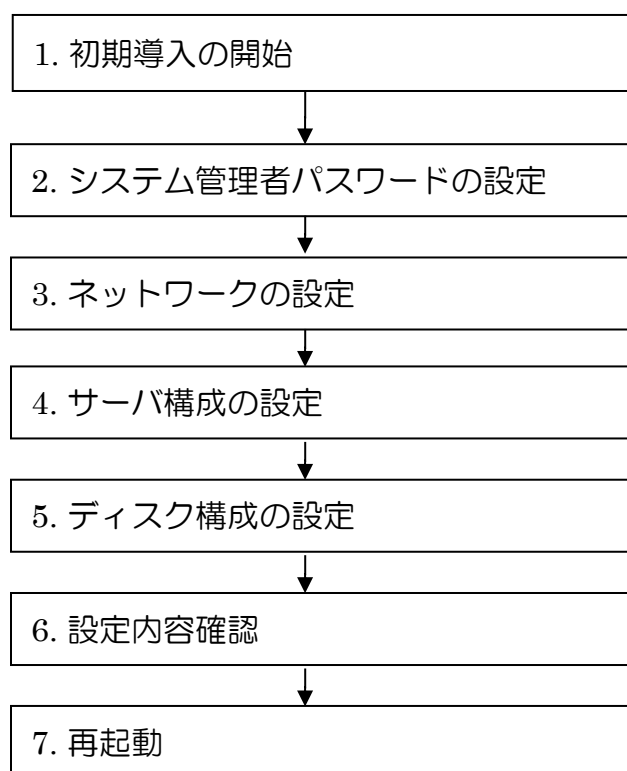 1. 初期導入の開始
2. システム管理者パスワードの設定
3. ネットワークの設定
4. サーバ構成の設定
5. ディスク構成の設定
6. 設定内容確認
7. 再起動